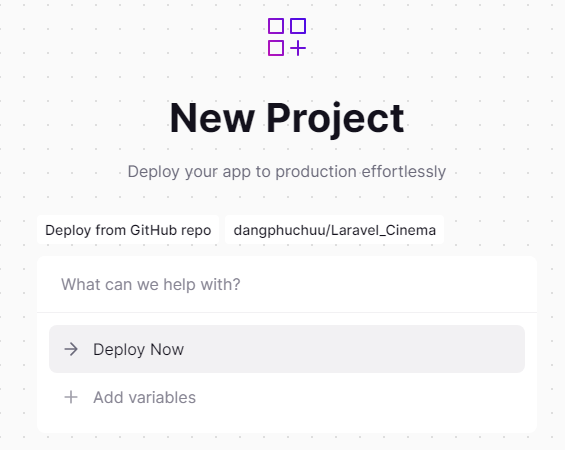 New Project
Deploy your app to production effortlessly
Deploy from GitHub repo dangphuchuu/Laravel_Cinema
What can we help with?
Deploy Now
Add variables